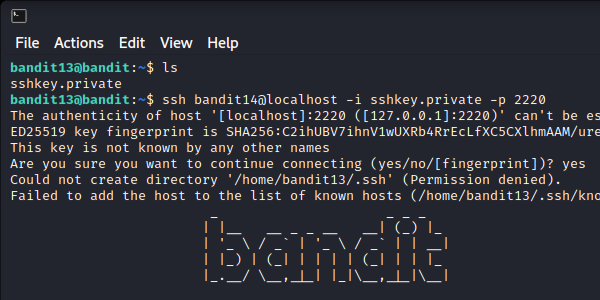 File Actions Edit View Help
bandit13@bandit:~$ ls
sshkey.private
bandit13@bandit:~$ ssh bandit14@localhost -i sshkey.private -p 2220
The authenticity of host '[localhost]:2220 ([127.0.0.1]:2220)' can't be es
ED25519 key fingerprint is SHA256:C2ihUBV7ihnV1wUXRb4RrEcLfXC5CXlhmAAM/ure
This key is not known by any other names
Are you sure you want to continue connecting (yes/no/[fingerprint])? yes
Could not create directory '/home/bandit13/.ssh' (Permission denied).
Failed to add the host to the list of known hosts (/home/bandit13/.ssh/kno
bandit